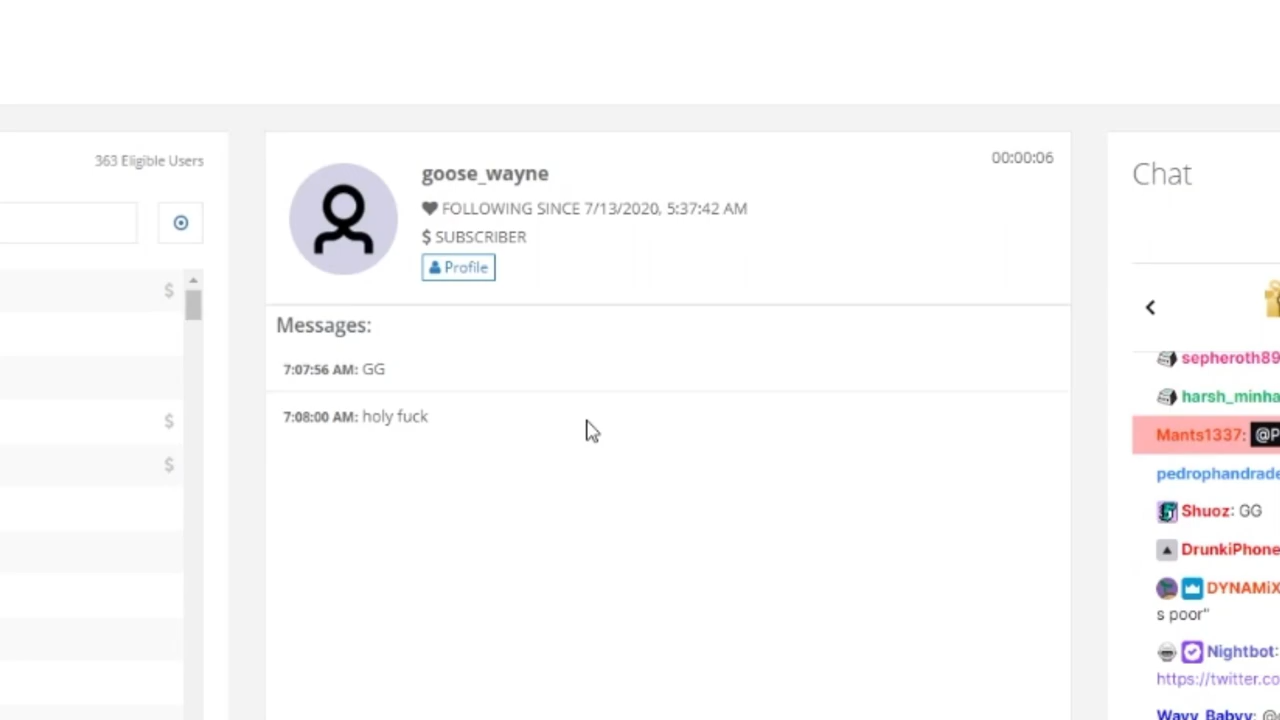 363 Eligible Users
$
$
$
goose_wayne
00:00:06
FOLLOWING SINCE 7/13/2020, 5:37:42 AM
$ SUBSCRIBER
Profile
Messages:
7:07:56 AM: GG
7:08:00 AM: holy fuck
Chat
sepheroth89
harsh_minha
Mants1337: @P
pedrophandrade
Shuoz: GG
DrunkiPhone
DYNAMiX
s poor"
Nightbot:
https://twitter.co
Wavy_Babyy: @